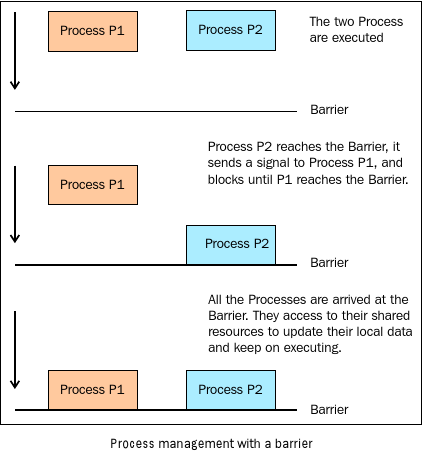 Process P1
Process P2
The two Process
are executed
Barrier
Process P2 reaches the Barrier, it
sends a signal to Process P1, and
blocks until P1 reaches the Barrier.
Process P1
Process P2
Barrier
All the Processes are arrived at the
Barrier. They access to their shared
resources to update their local data
and keep on executing.
Process P1
Process P2
Barrier
Process management with a barrier